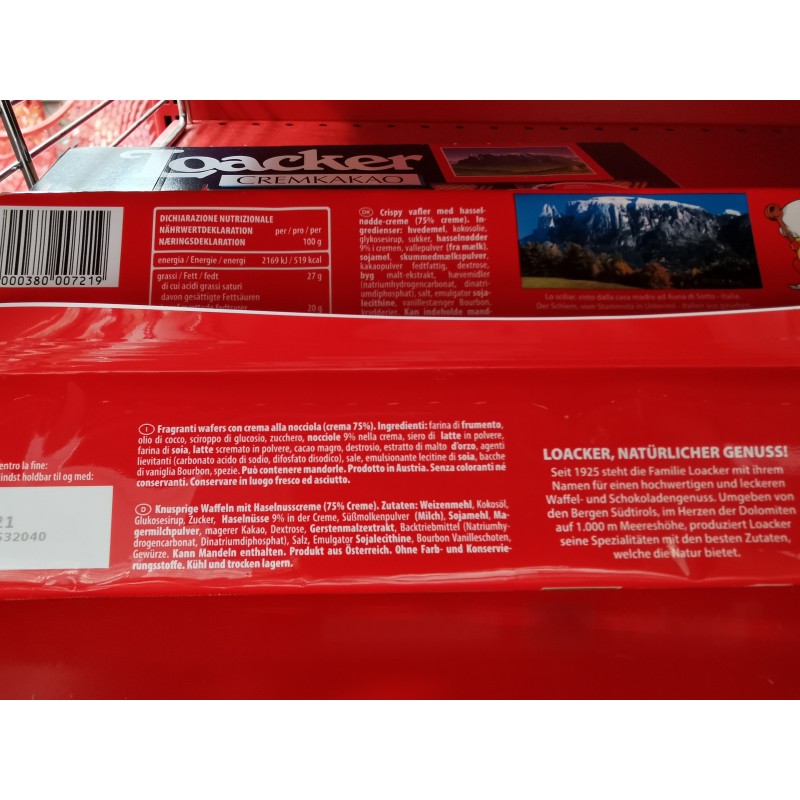 Loacker
CREMKAKAO
000380 007219
DICHIARAZIONE NUTRIZIONALE
NÄHRWERTDEKLARATION
NÆRINGSDEKLARATION
per / pro / per
100 g
energia / Energie / energi 2169 kJ / 519 kcal
grassi / Fett / fedt 27 g
di cui acidi grassi saturi
davon gesättigte Fettsäuren
20 g
DK Crispy vafler med hassel-
nødde-creme (75% creme). In-
gredienser: hvedemel, kokosolie,
glykosesirup, sukker, hasselnødder
9% i cremen, vallepulver (fra mælk),
sojamel, skummedmælkspulver,
kakaopulver fedtfattig, dextrose,
byg malt-ekstrakt, hævemidler
(natriumhydrogencarbonat, dinatri-
umdiphosphat), salt, emulgator soja-
lecithine, vanillestænger Bourbon,
krydderier. Kan indeholde mand-
Lo sciliar, visto dalla casa madre ad Auna di Sotto - Italia.
entro la fine:
indst holdbar til og med:
21
532040
I Fragranti wafers con crema alla nocciola (crema 75%). Ingredienti: farina di frumento,
olio di cocco, sciroppo di glucosio, zucchero, nocciole 9% nella crema, siero di latte in polvere,
farina di soia, latte scremato in polvere, cacao magro, destrosio, estratto di malto d'orzo, agenti
lievitanti (carbonato acido di sodio, difosfato disodico), sale, emulsionante lecitine di soia, bacche
di vaniglia Bourbon, spezie. Può contenere mandorle. Prodotto in Austria. Senza coloranti né
conservanti. Conservare in luogo fresco ed asciutto.
D Knusprige Waffeln mit Haselnusscreme (75% Creme). Zutaten: Weizenmehl, Kokosöl,
Glukosesirup, Zucker, Haselnüsse 9% in der Creme, Süßmolkenpulver (Milch), Sojamehl, Ma-
germilchpulver, magerer Kakao, Dextrose, Gerstenmalzextrakt, Backtriebmittel (Natriumhy-
drogencarbonat, Dinatriumdiphosphat), Salz, Emulgator Sojalecithine, Bourbon Vanilleschoten,
Gewürze. Kann Mandeln enthalten. Produkt aus Österreich. Ohne Farb- und Konservie-
rungsstoffe. Kühl und trocken lagern.
LOACKER, NATÜRLICHER GENUSS!
Seit 1925 steht die Familie Loacker mit ihrem
Namen für einen hochwertigen und leckeren
Waffel- und Schokoladengenuss. Umgeben von
den Bergen Südtirols, im Herzen der Dolomiten
auf 1.000 m Meereshöhe, produziert Loacker
seine Spezialitäten mit den besten Zutaten,
welche die Natur bietet.